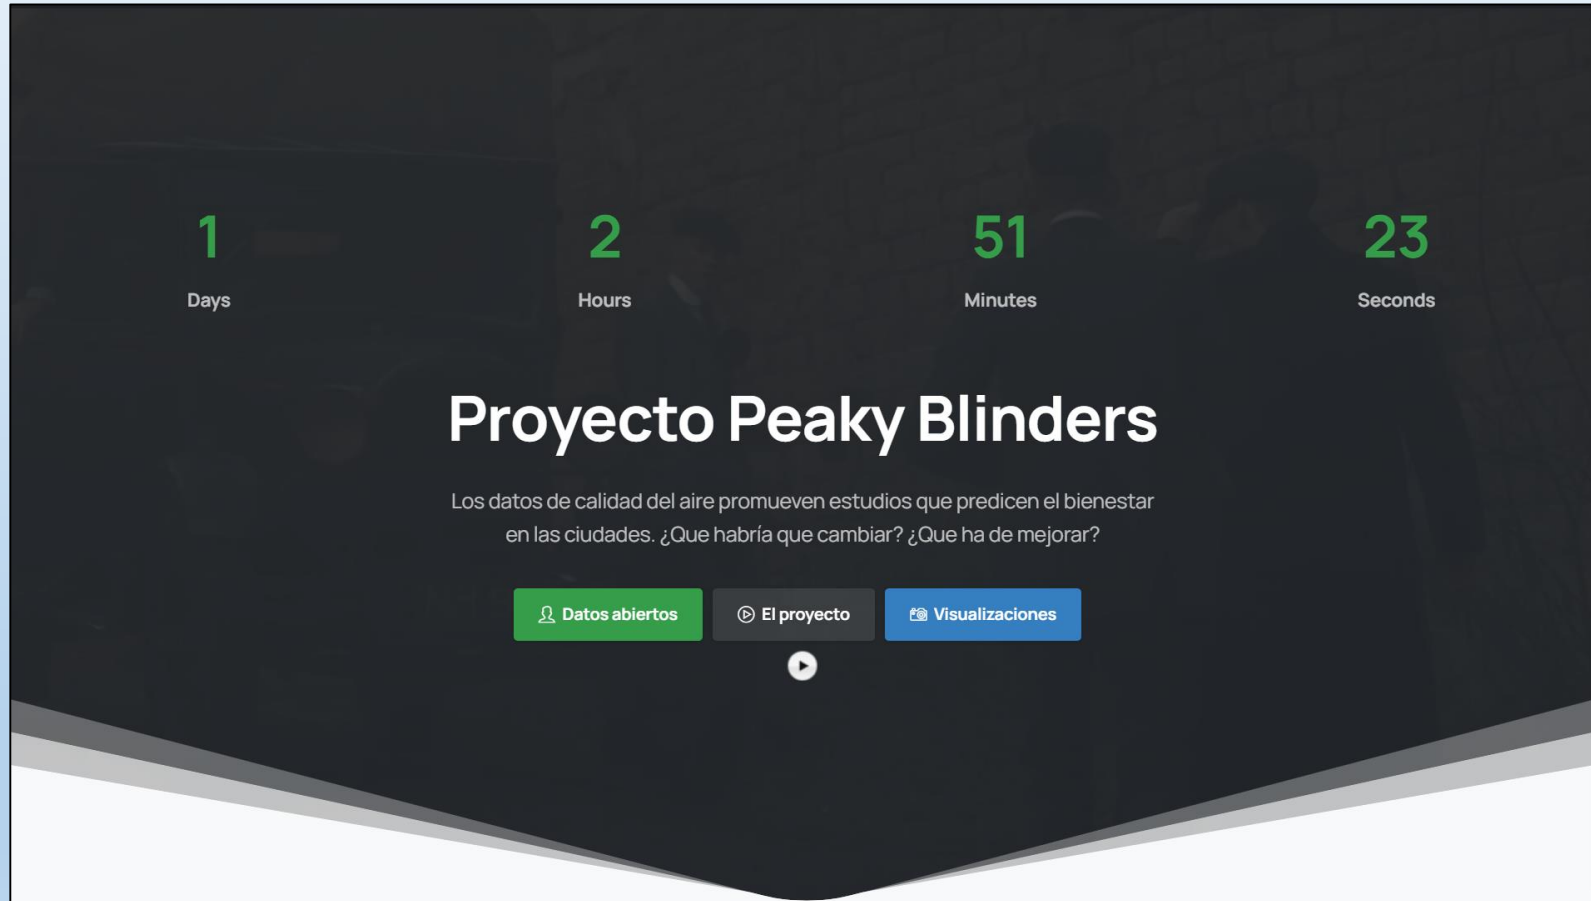 1
Days
2
Hours
51
Minutes
23
Seconds
Proyecto Peaky Blinders
Los datos de calidad del aire promueven estudios que predicen el bienestar
en las ciudades. ¿Que habría que cambiar? ¿Que ha de mejorar?
Datos abiertos
El proyecto
Visualizaciones